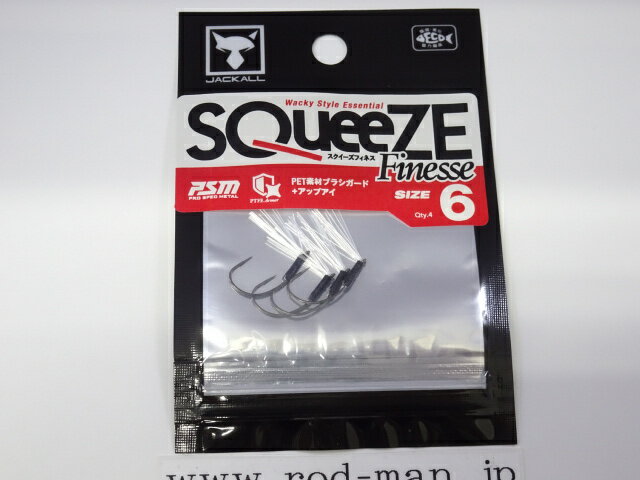 JACKALL
ECO
Wacky Style Essential
SQueeZE
スクイーズフィネス
Finesse
PSM
PRO SPEC METAL
PET素材ブラシガード
+アップアイ
SIZE 6
Qty.4
www.rod-man.jp